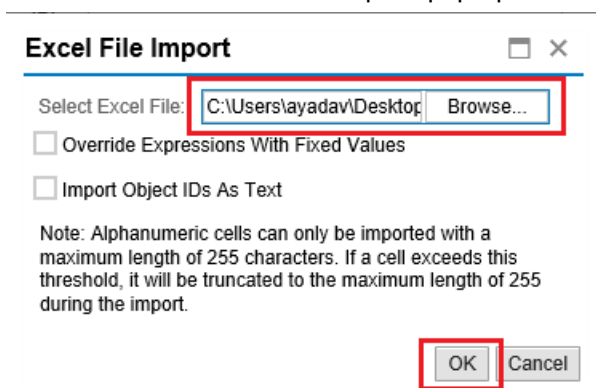 Excel File Import
Select Excel File: C:\Users\ayadav\Desktop Browse...
Override Expressions With Fixed Values
Import Object IDs As Text
Note: Alphanumeric cells can only be imported with a
maximum length of 255 characters. If a cell exceeds this
threshold, it will be truncated to the maximum length of 255
during the import.
OK Cancel